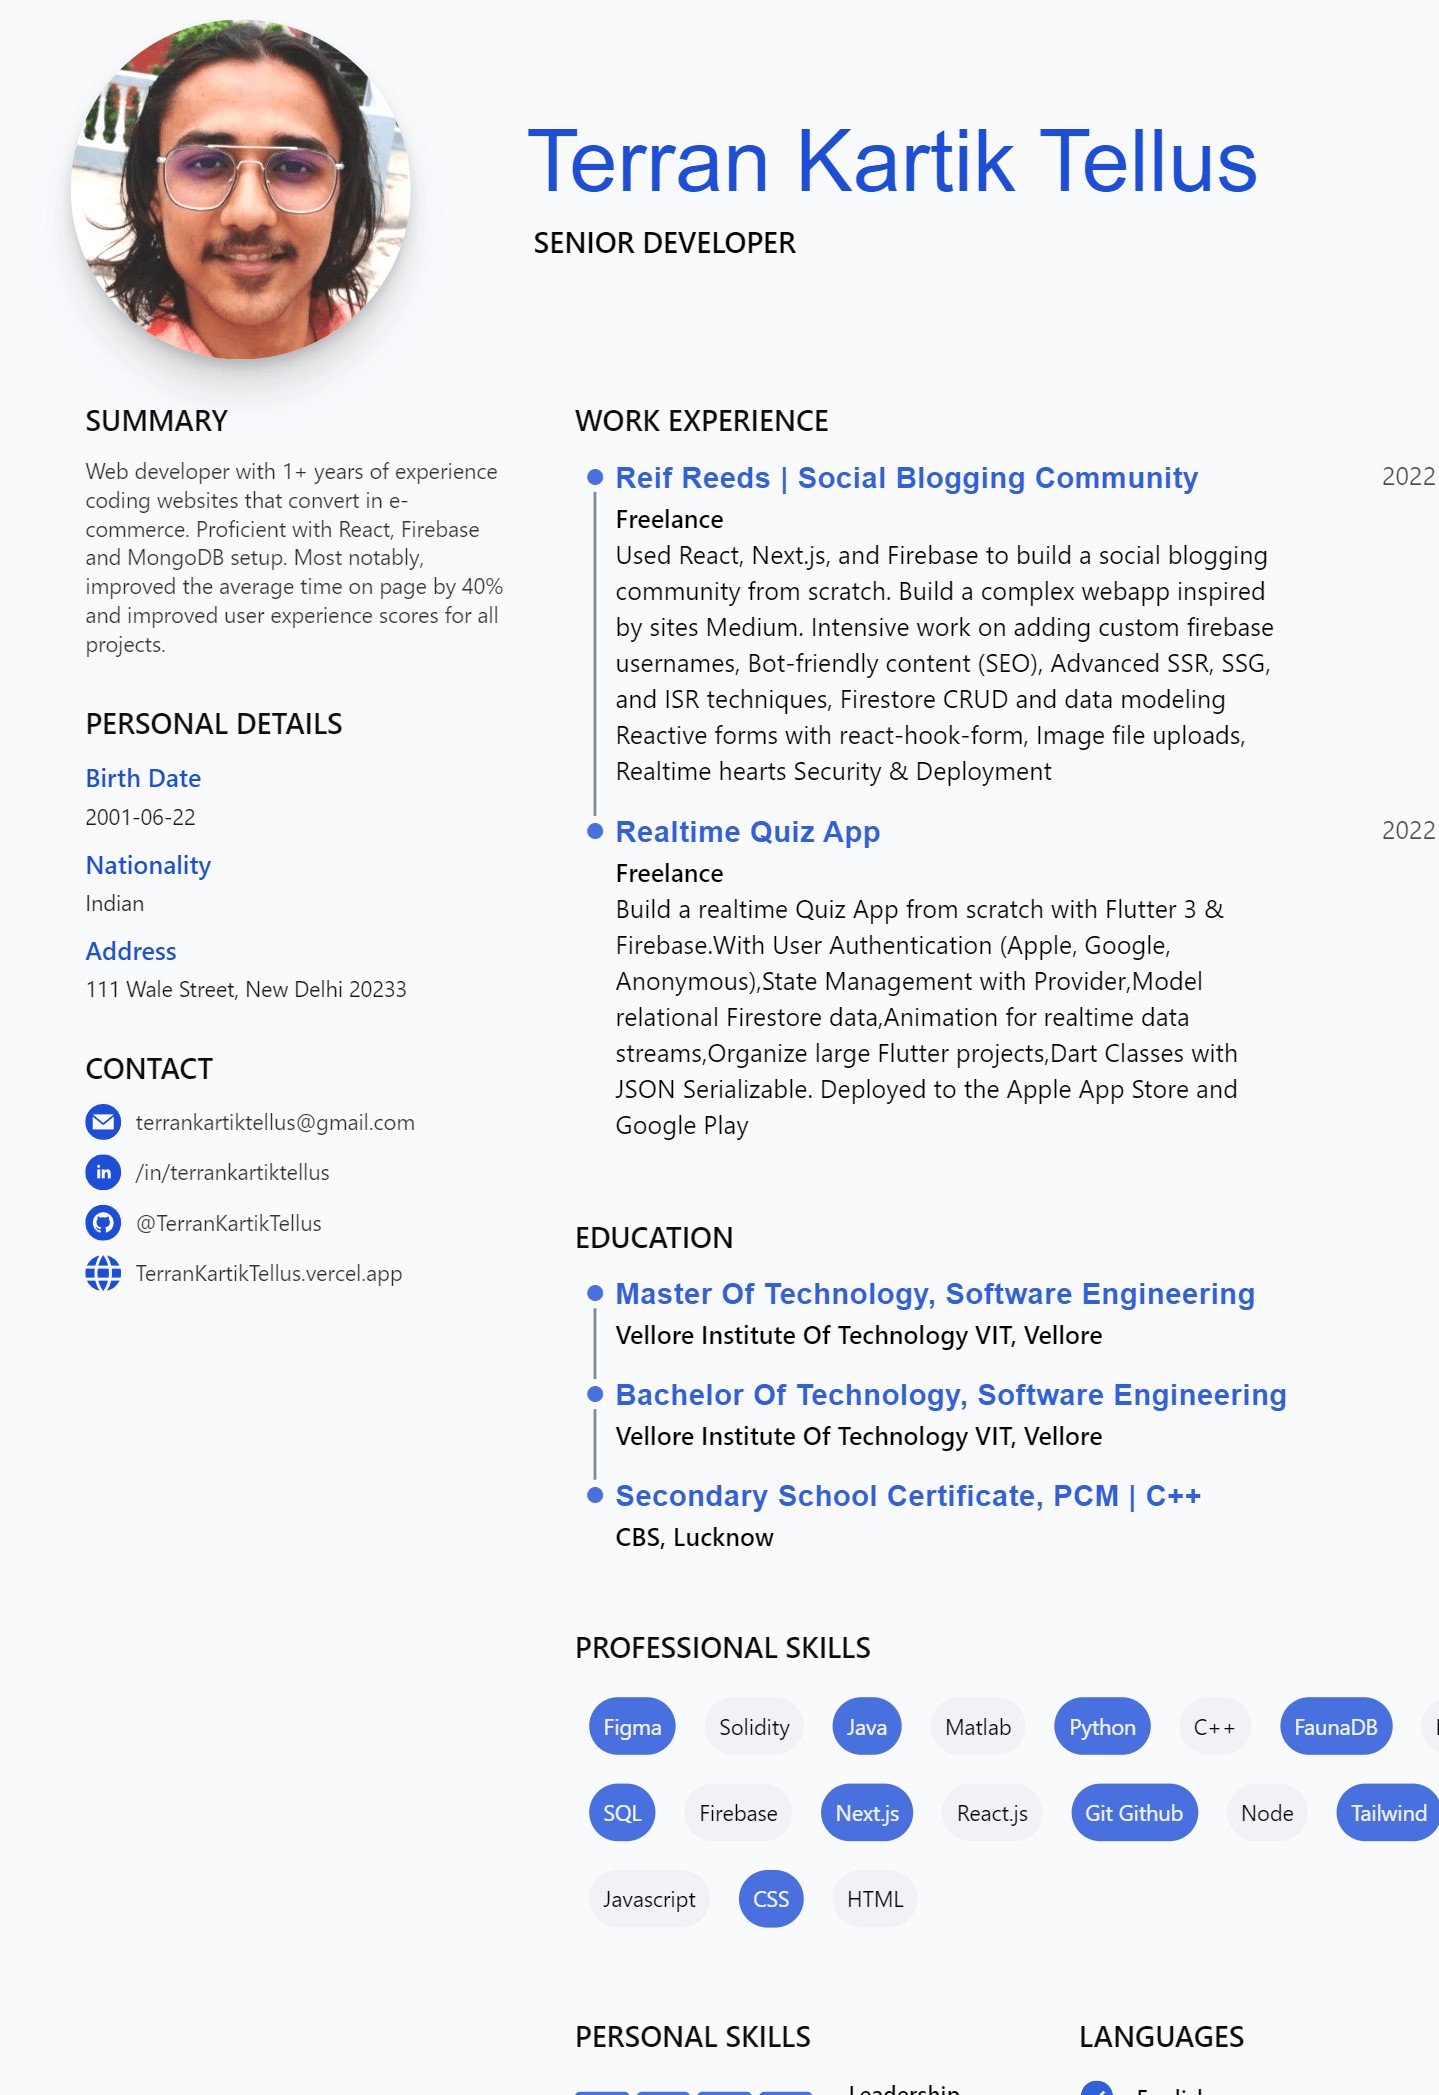 Terran Kartik Tellus
SENIOR DEVELOPER
SUMMARY
Web developer with 1+ years of experience
coding websites that convert in e-
commerce. Proficient with React, Firebase
and MongoDB setup. Most notably,
improved the average time on page by 40%
and improved user experience scores for all
projects.
PERSONAL DETAILS
Birth Date
2001-06-22
Nationality
Indian
Address
111 Wale Street, New Delhi 20233
CONTACT
terrankartiktellus@gmail.com
/in/terrankartiktellus
@TerranKartikTellus
TerranKartikTellus.vercel.app
WORK EXPERIENCE
Reif Reeds | Social Blogging Community 2022
Freelance
Used React, Next.js, and Firebase to build a social blogging
community from scratch. Build a complex webapp inspired
by sites Medium. Intensive work on adding custom firebase
usernames, Bot-friendly content (SEO), Advanced SSR, SSG,
and ISR techniques, Firestore CRUD and data modeling
Reactive forms with react-hook-form, Image file uploads,
Realtime hearts Security & Deployment
Realtime Quiz App 2022
Freelance
Build a realtime Quiz App from scratch with Flutter 3 &
Firebase.With User Authentication (Apple, Google,
Anonymous),State Management with Provider,Model
relational Firestore data,Animation for realtime data
streams,Organize large Flutter projects,Dart Classes with
JSON Serializable. Deployed to the Apple App Store and
Google Play
EDUCATION
Master Of Technology, Software Engineering
Vellore Institute Of Technology VIT, Vellore
Bachelor Of Technology, Software Engineering
Vellore Institute Of Technology VIT, Vellore
Secondary School Certificate, PCM | C++
CBS, Lucknow
PROFESSIONAL SKILLS
Figma Solidity Java Matlab Python C++ FaunaDB
SQL Firebase Next.js React.js Git Github Node Tailwind
Javascript CSS HTML
PERSONAL SKILLS LANGUAGES
Leadership English